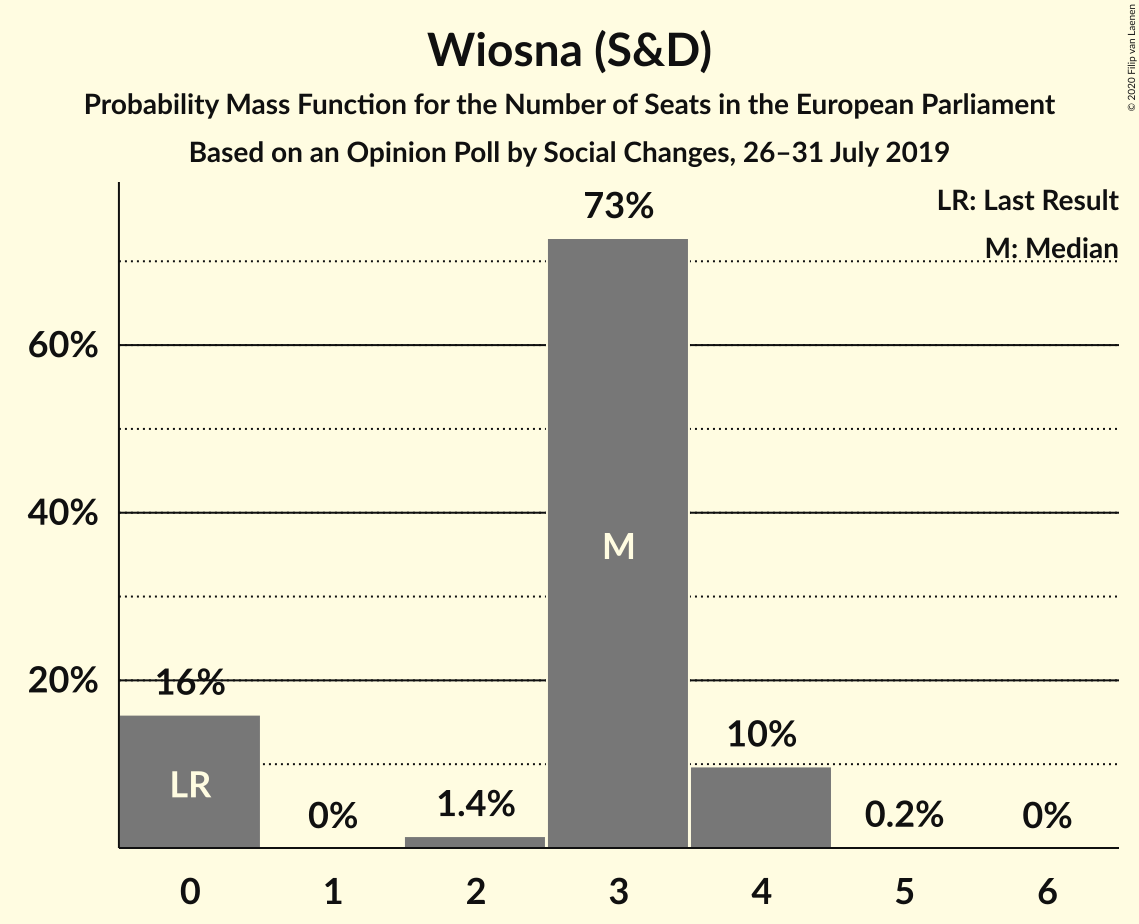 Wiosna (S&D)
Probability Mass Function for the Number of Seats in the European Parliament
Based on an Opinion Poll by Social Changes, 26–31 July 2019
© 2020 Filip van Laenen
LR: Last Result
M: Median
73%
60%
40%
M
20%
16%
10%
LR
0%
1.4%
0.2%
0%
0 1 2 3 4 5 6